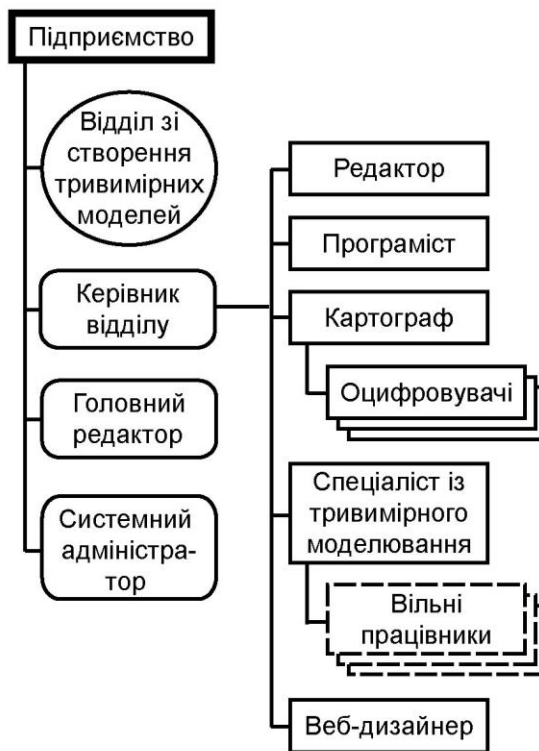 Підприємство
Відділ зі
створення
тривимірних
моделей
Керівник
відділу
Головний
редактор
Системний
адміністра-
тор
Редактор
Програміст
Картограф
Оцифровувачі
Спеціаліст із
тривимірного
моделювання
Вільні
працівники
Веб-дизайнер